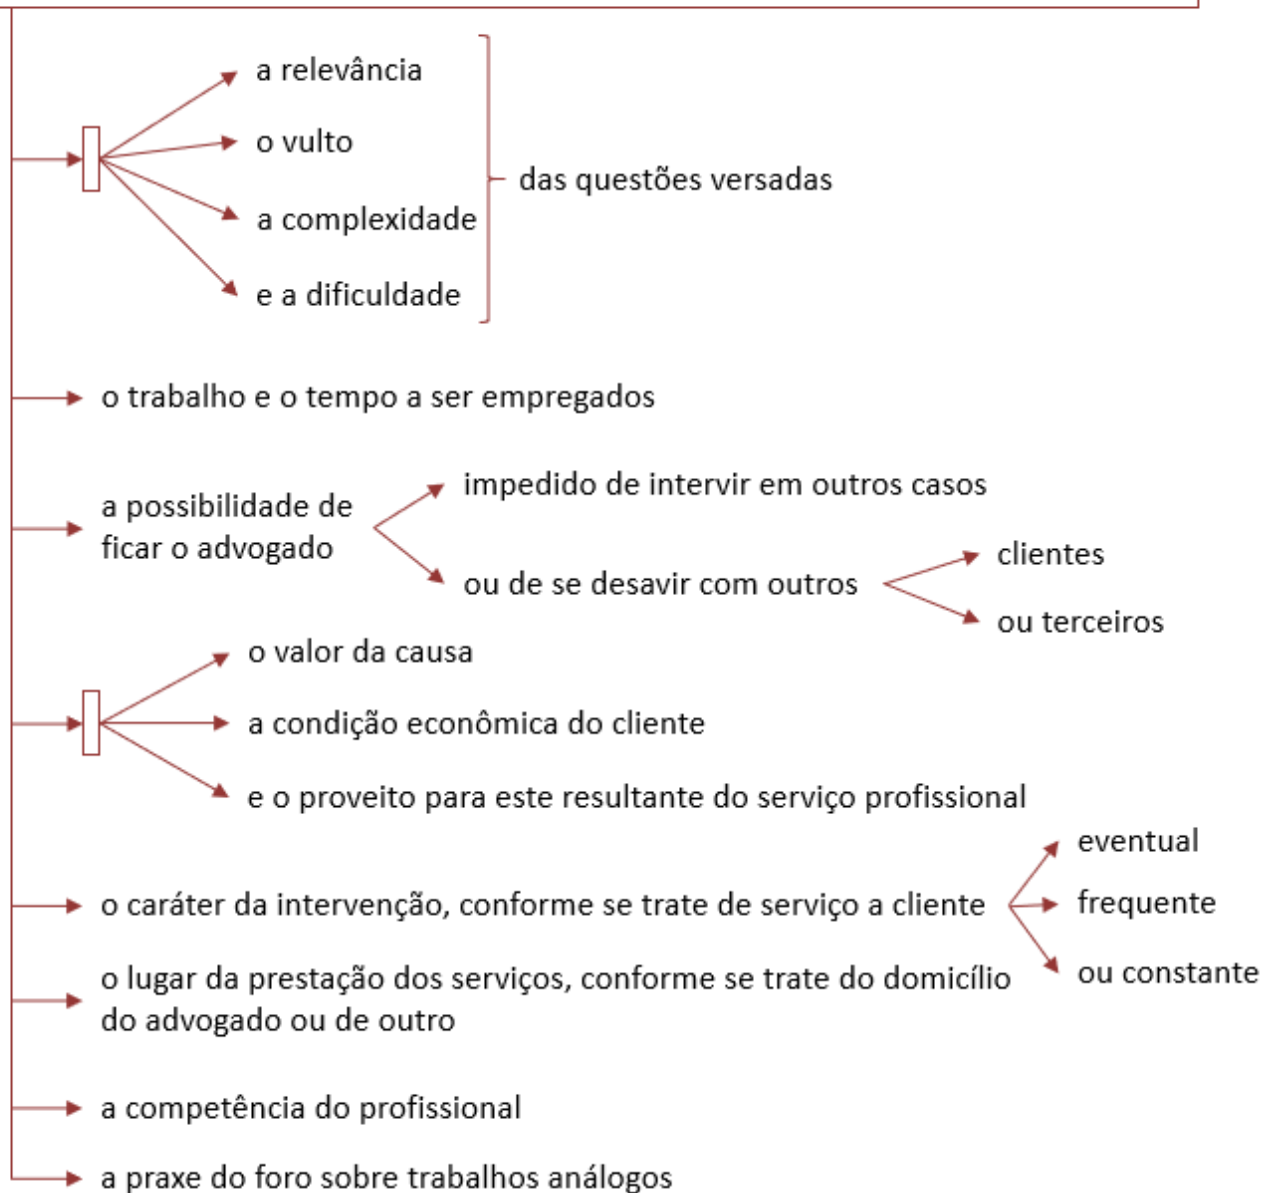 a relevância
o vulto
a complexidade
e a dificuldade
das questões versadas
o trabalho e o tempo a ser empregados
a possibilidade de
ficar o advogado
impedido de intervir em outros casos
ou de se desavir com outros
clientes
ou terceiros
o valor da causa
a condição econômica do cliente
e o proveito para este resultante do serviço profissional
o caráter da intervenção, conforme se trate de serviço a cliente
eventual
frequente
ou constante
o lugar da prestação dos serviços, conforme se trate do domicílio
do advogado ou de outro
a competência do profissional
a praxe do foro sobre trabalhos análogos